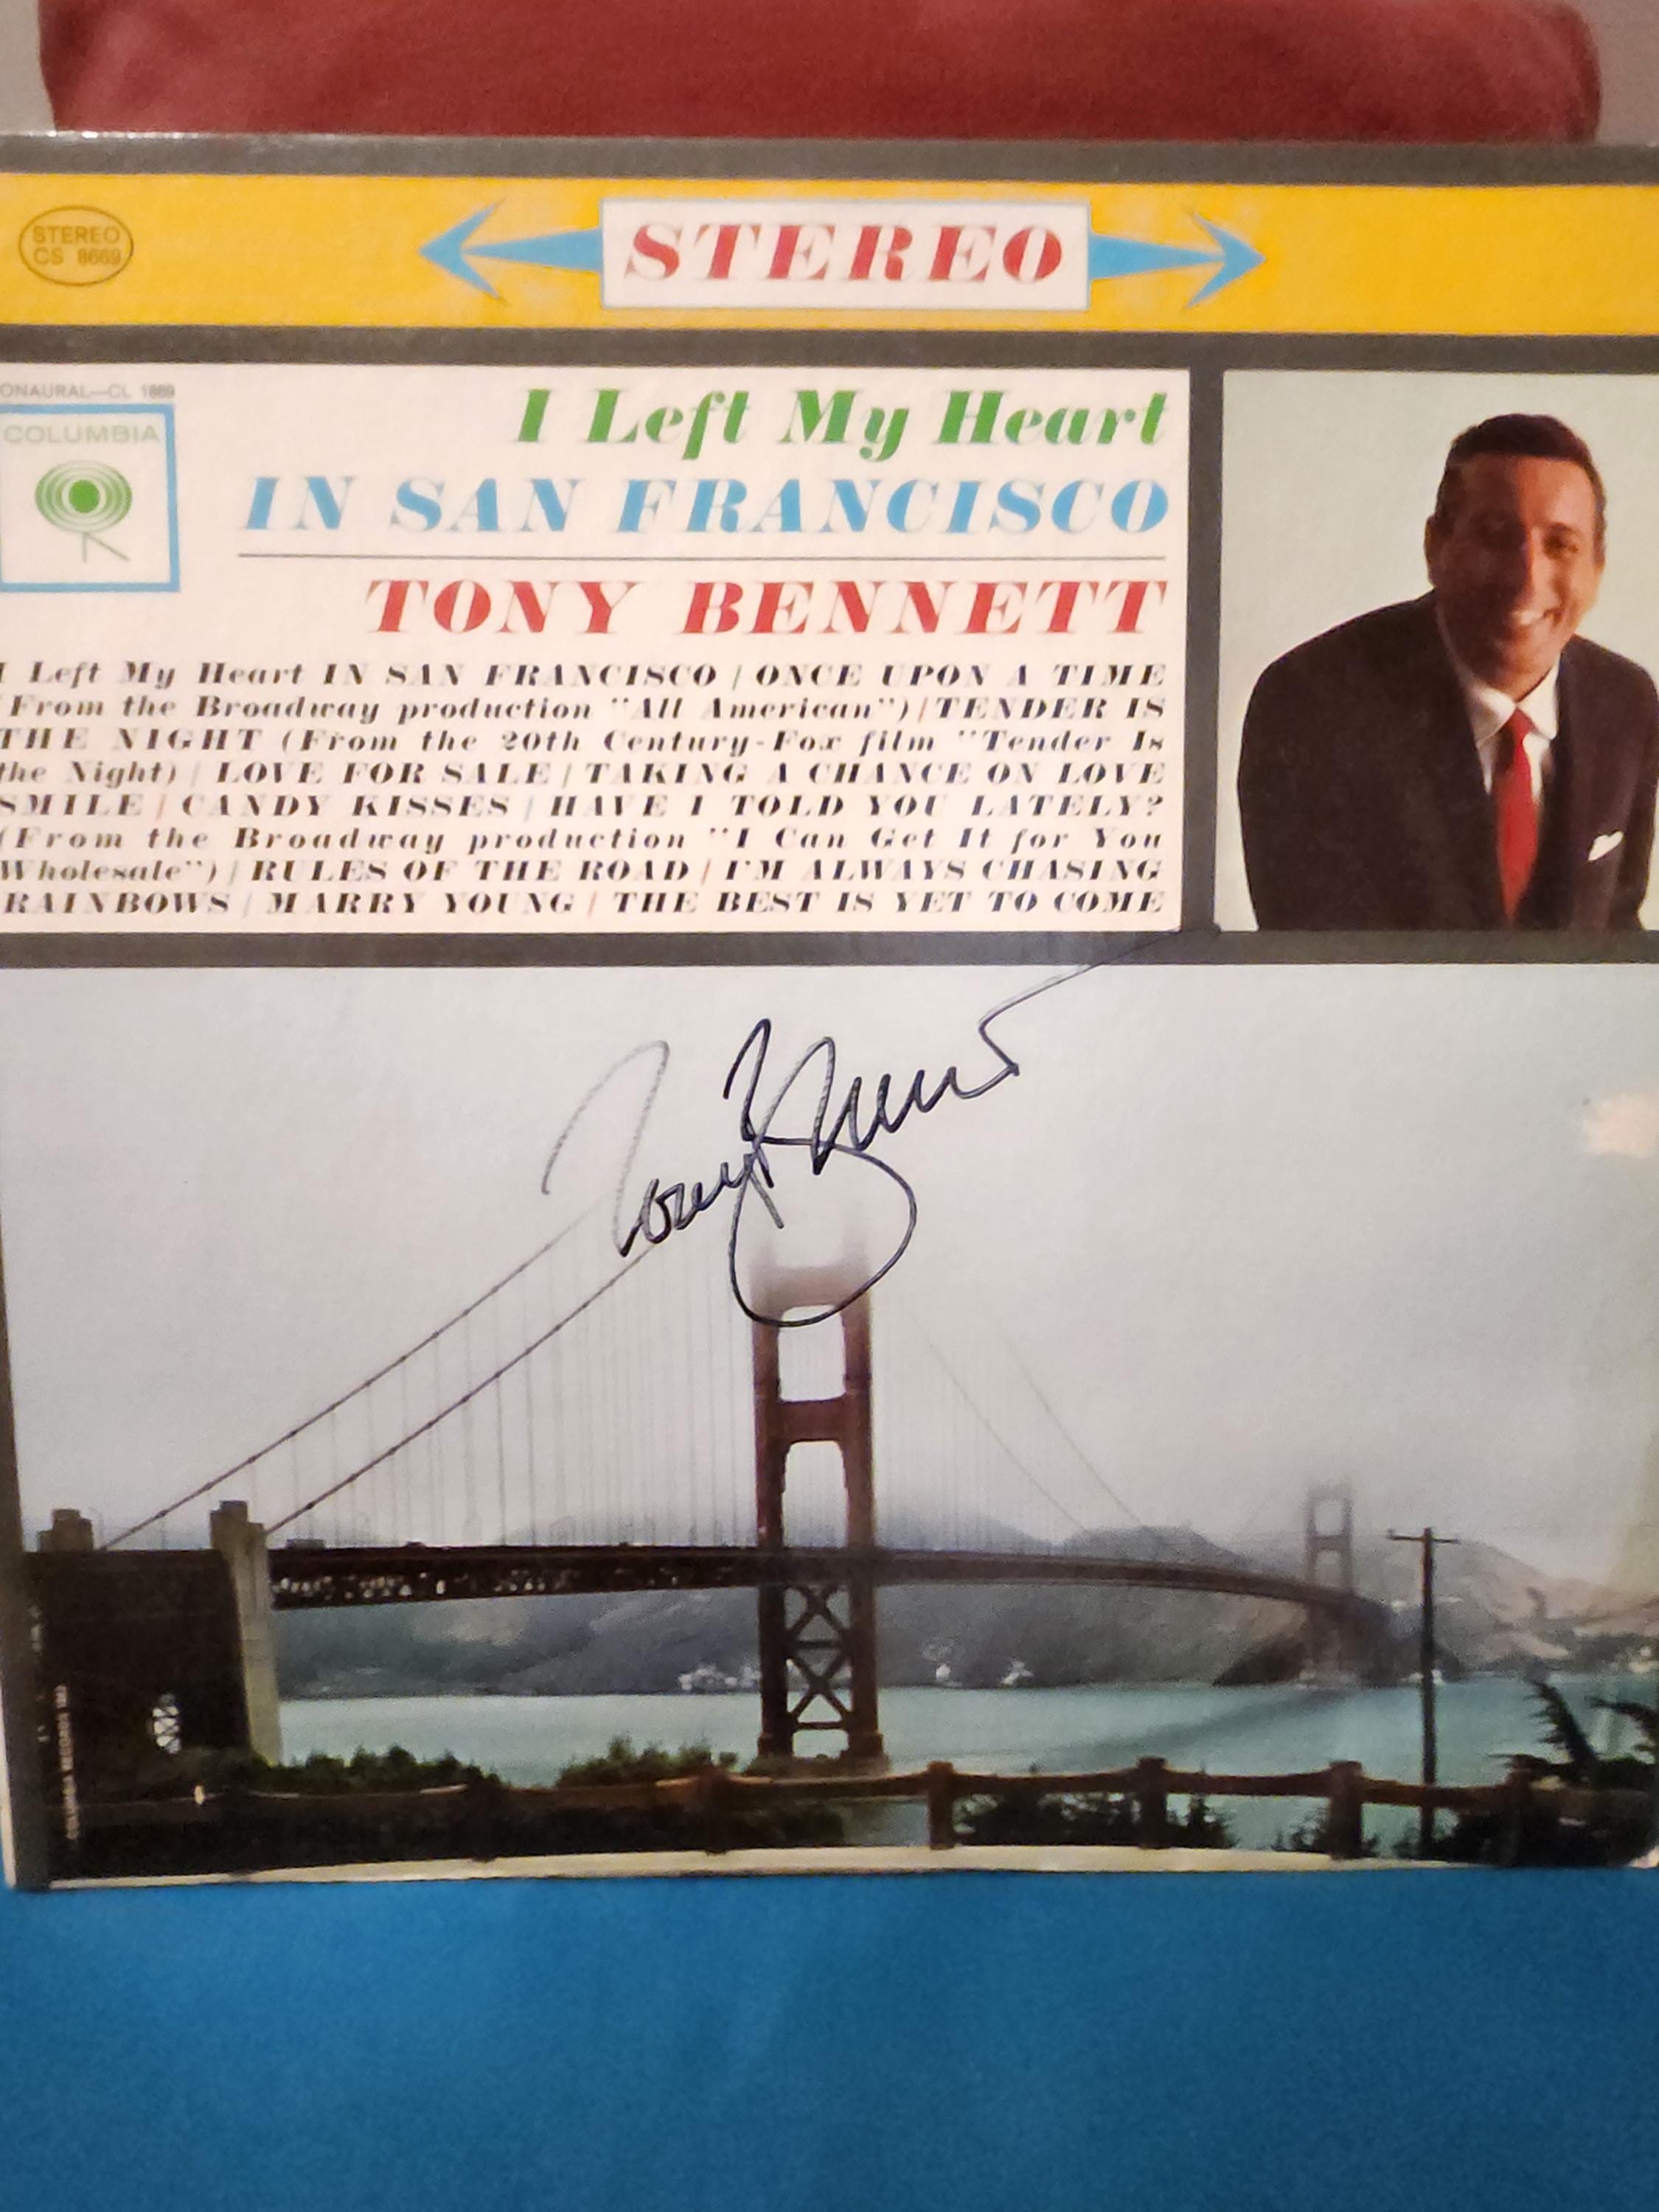 STEREO
CS 8669
STEREO
ONAURAL—CL 1869
COLUMBIA
I Left My Heart
IN SAN FRANCISCO
TONY BENNETT
I Left My Heart IN SAN FRANCISCO / ONCE UPON A TIME
(From the Broadway production "All American") / TENDER IS
THE NIGHT (From the 20th Century-Fox film "Tender Is
the Night) / LOVE FOR SALE / TAKING A CHANCE ON LOVE
SMILE / CANDY KISSES / HAVE I TOLD YOU LATELY?
(From the Broadway production "I Can Get It for You
Wholesale") / RULES OF THE ROAD / I'M ALWAYS CHASING
RAINBOWS / MARRY YOUNG / THE BEST IS YET TO COME
Tony Bennett
COLUMBIA RECORDS